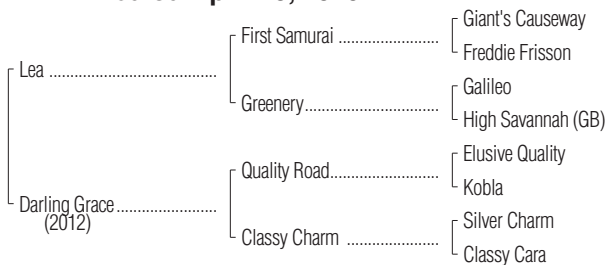 First Samurai
Giant's Causeway
Freddie Frisson
Lea
Greenery
Galileo
High Savannah (GB)
Quality Road
Elusive Quality
Kobla
Darling Grace
(2012)
Classy Charm
Silver Charm
Classy Cara